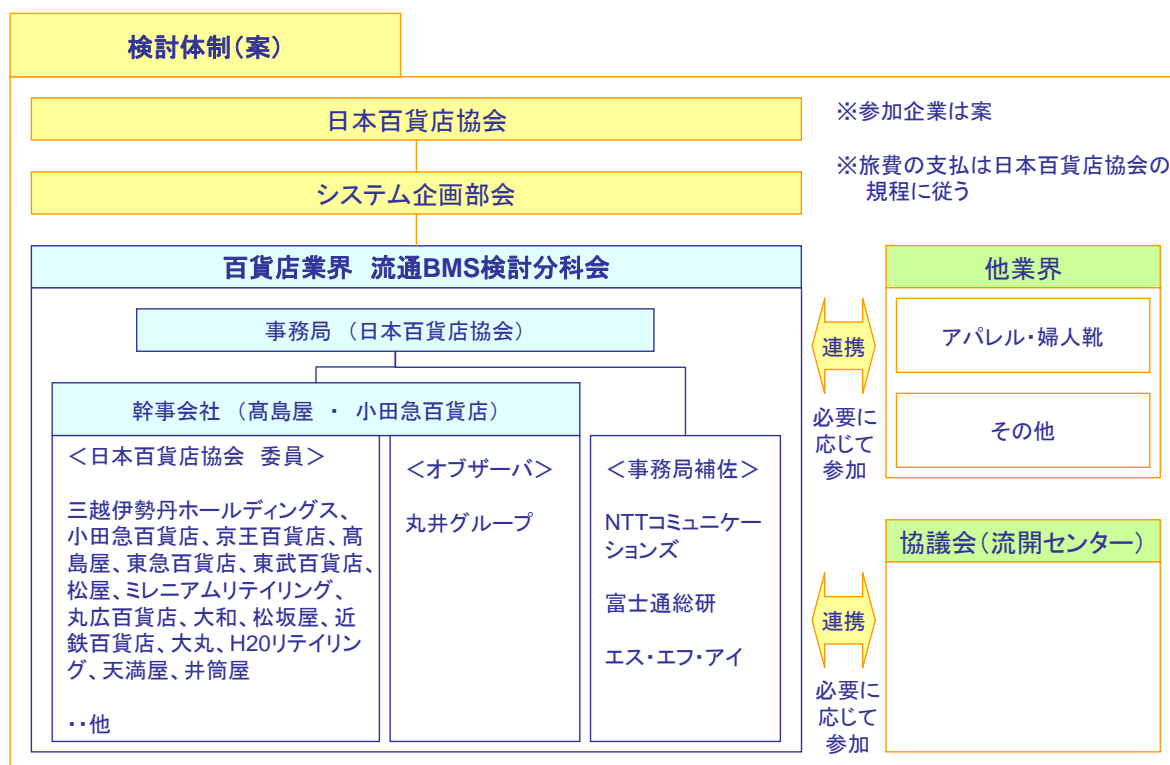 検討体制（案）
日本百貨店協会
※参加企業は案
※旅費の支払は日本百貨店協会の
規程に従う
システム企画部会
百貨店業界　流通BMS検討分科会
事務局　（日本百貨店協会）
幹事会社　（髙島屋　・　小田急百貨店）
＜日本百貨店協会　委員＞
三越伊勢丹ホールディングス、
小田急百貨店、京王百貨店、髙
島屋、東急百貨店、東武百貨店、
松屋、ミレニアムリテイリング、
丸広百貨店、大和、松坂屋、近
鉄百貨店、大丸、H20リテイリン
グ、天満屋、井筒屋
・・他
＜オブザーバ＞
丸井グループ
＜事務局補佐＞
NTTコミュニケー
ションズ
富士通総研
エス・エフ・アイ
連携
必要に
応じて
参加
他業界
アパレル・婦人靴
その他
連携
必要に
応じて
参加
協議会（流開センター）